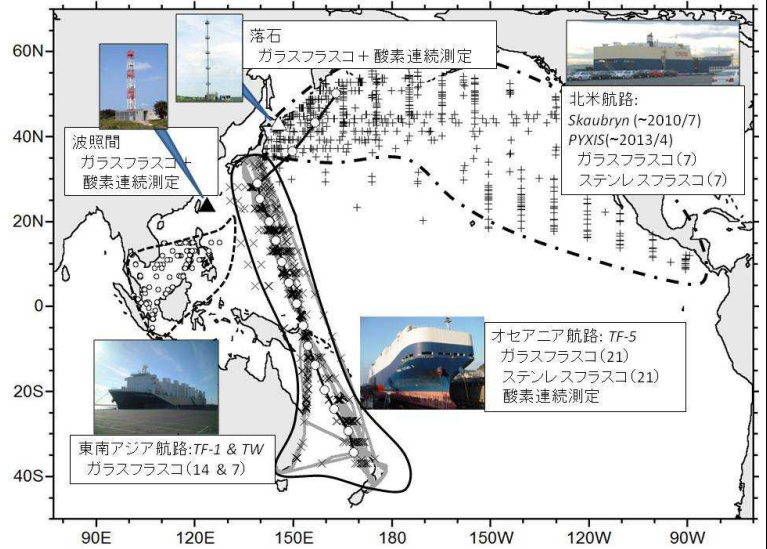 落石
ガラスフラスコ + 酸素連続測定
波照間
ガラスフラスコ +
酸素連続測定
北米航路:
Skaubryn (~2010/7)
PYXIS(~2013/4)
ガラスフラスコ(7)
ステンレスフラスコ(7)
オセアニア航路: TF-5
ガラスフラスコ(21)
ステンレスフラスコ(21)
酸素連続測定
東南アジア航路:TF-1 & TW
ガラスフラスコ(14 & 7)
60N
40N
20N
0
20S
40S
90E
120E
150E
180
150W
120W
90W